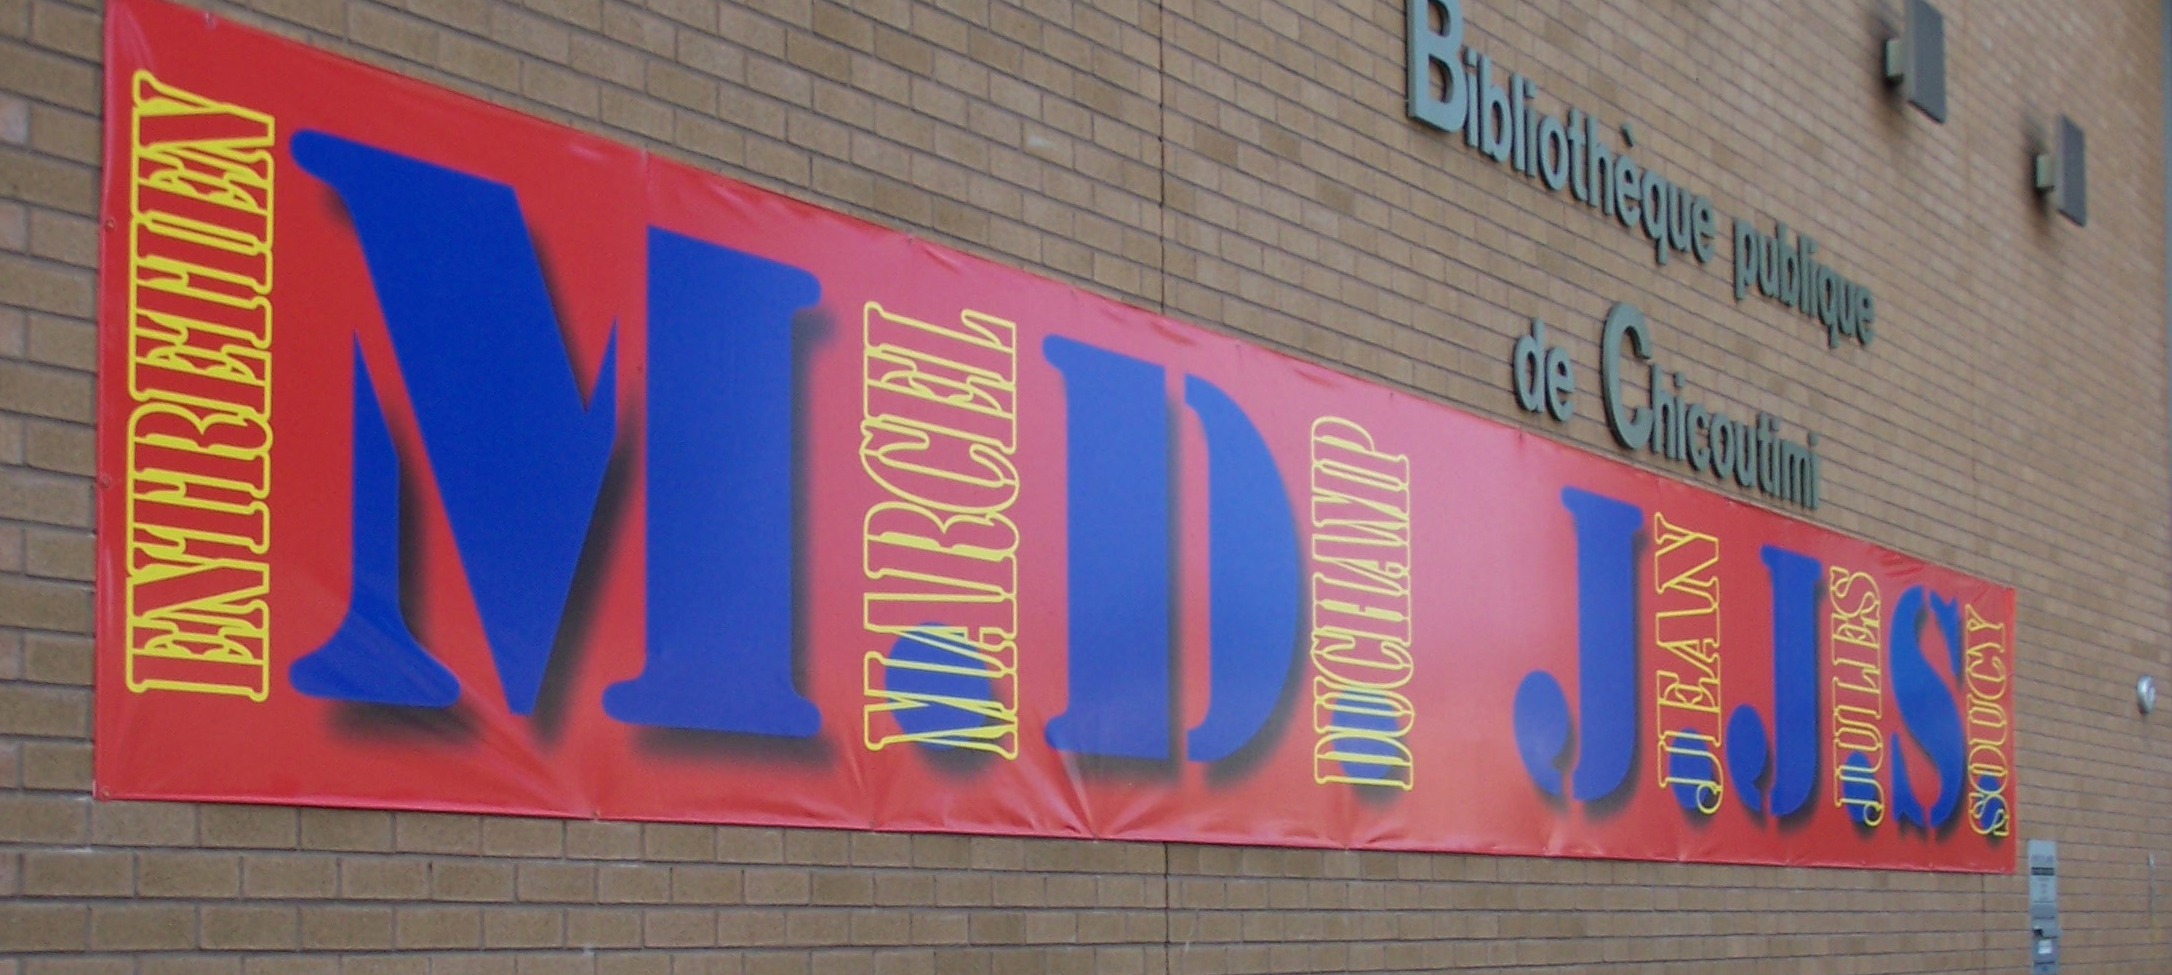 Bibliothèque publique
de Chicoutimi
ENTRETIEN
M.
MARCEL
D.
DUCHAMP
J.
JEAN
J.
JULES
S
SOUCY